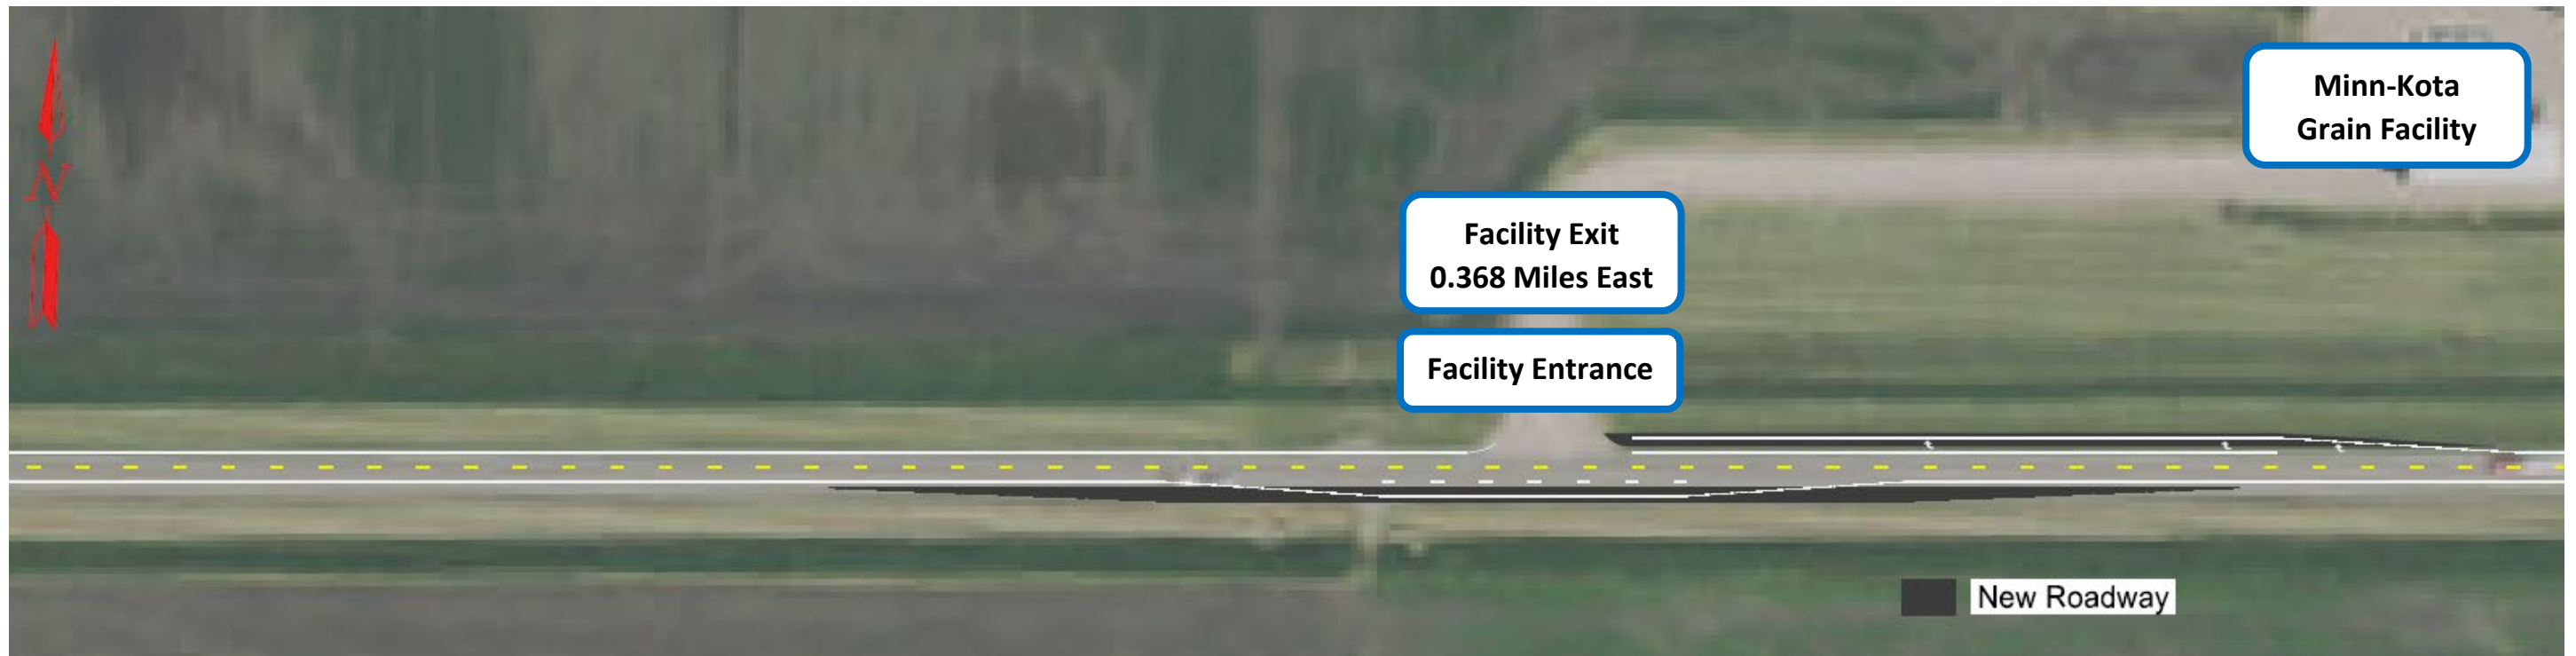 N
Minn-Kota
Grain Facility
Facility Exit
0.368 Miles East
Facility Entrance
New Roadway